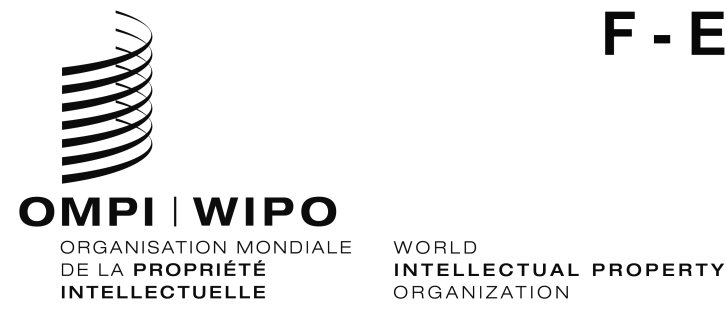 F - E
OMPI | WIPO
ORGANISATION MONDIALE
DE LA PROPRIÉTÉ
INTELLECTUELLE
WORLD
INTELLECTUAL PROPERTY
ORGANIZATION